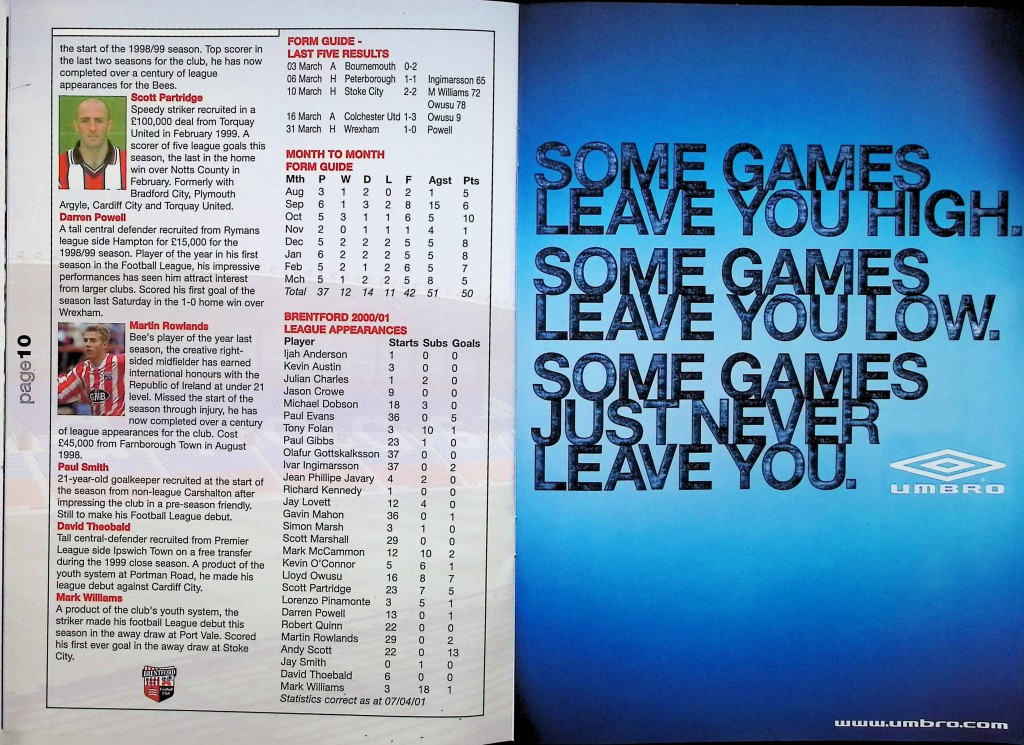 the start of the 1998/99 season. Top scorer in
the last two seasons for the club, he has now
completed over a century of league
appearances for the Bees.
Scott Partridge
Speedy striker recruited in a
£100,000 deal from Torquay
United in February 1999. A
scorer of five league goals this
season, the last in the home
win over Notts County in
February. Formerly with
Bradford City, Plymouth
Argyle, Cardiff City and Torquay United.
Darren Powell
A tall central defender recruited from Rymans
league side Hampton for £15,000 for the
1998/99 season. Player of the year in his first
season in the Football League, his impressive
performances has seen him attract interest
from larger clubs. Scored his first goal of the
season last Saturday in the 1-0 home win over
Wrexham.
Martin Rowlands
Bee's player of the year last
season, the creative right-
sided midfielder has earned
international honours with the
Republic of Ireland at under 21
level. Missed the start of the
season through injury, he has
now completed over a century
of league appearances for the club. Cost
£45,000 from Farnborough Town in August
1998.
Paul Smith
21-year-old goalkeeper recruited at the start of
the season from non-league Carshalton after
impressing the club in a pre-season friendly.
Still to make his Football League debut.
David Theobald
Tall central-defender recruited from Premier
League side Ipswich Town on a free transfer
during the 1999 close season. A product of the
youth system at Portman Road, he made his
league debut against Cardiff City.
Mark Williams
A product of the club's youth system, the
striker made his football League debut this
season in the away draw at Port Vale. Scored
his first ever goal in the away draw at Stoke
City.
BRENTFORD
Football
Club
page10
GMB
FORM GUIDE -
LAST FIVE RESULTS
03 March A Bournemouth 0-2
06 March H Peterborough 1-1 Ingimarsson 65
10 March H Stoke City 2-2 M Williams 72
Owusu 78
16 March A Colchester Utd 1-3 Owusu 9
31 March H Wrexham 1-0 Powell
MONTH TO MONTH
FORM GUIDE
Mth P W D L F Agst Pts
Aug 3 1 2 0 2 1 5
Sep 6 1 3 2 8 15 6
Oct 5 3 1 1 6 5 10
Nov 2 0 1 1 1 4 1
Dec 5 2 2 2 5 5 8
Jan 6 2 2 2 5 5 8
Feb 5 2 1 2 6 5 7
Mch 5 1 2 2 5 8 5
Total 37 12 14 11 42 51 50
BRENTFORD 2000/01
LEAGUE APPEARANCES
Player Starts Subs Goals
Ijah Anderson 1 0 0
Kevin Austin 3 0 0
Julian Charles 1 2 0
Jason Crowe 9 0 0
Michael Dobson 18 3 0
Paul Evans 36 0 5
Tony Folan 3 10 1
Paul Gibbs 23 1 0
Olafur Gottskalksson 37 0 0
Ivar Ingimarsson 37 0 2
Jean Phillipe Javary 4 2 0
Richard Kennedy 1 0 0
Jay Lovett 12 4 0
Gavin Mahon 36 0 1
Simon Marsh 3 1 0
Scott Marshall 29 0 0
Mark McCammon 12 10 2
Kevin O'Connor 5 6 1
Lloyd Owusu 16 8 7
Scott Partridge 23 7 5
Lorenzo Pinamonte 3 5 1
Darren Powell 13 0 1
Robert Quinn 22 0 0
Martin Rowlands 29 0 2
Andy Scott 22 0 13
Jay Smith 0 1 0
David Thoebald 6 0 0
Mark Williams 3 18 1
Statistics correct as at 07/04/01
SOME GAMES
LEAVE YOU HIGH.
SOME GAMES
LEAVE YOU LOW.
SOME GAMES
JUST NEVER
LEAVE YOU.
UMBRO
www.umbro.com